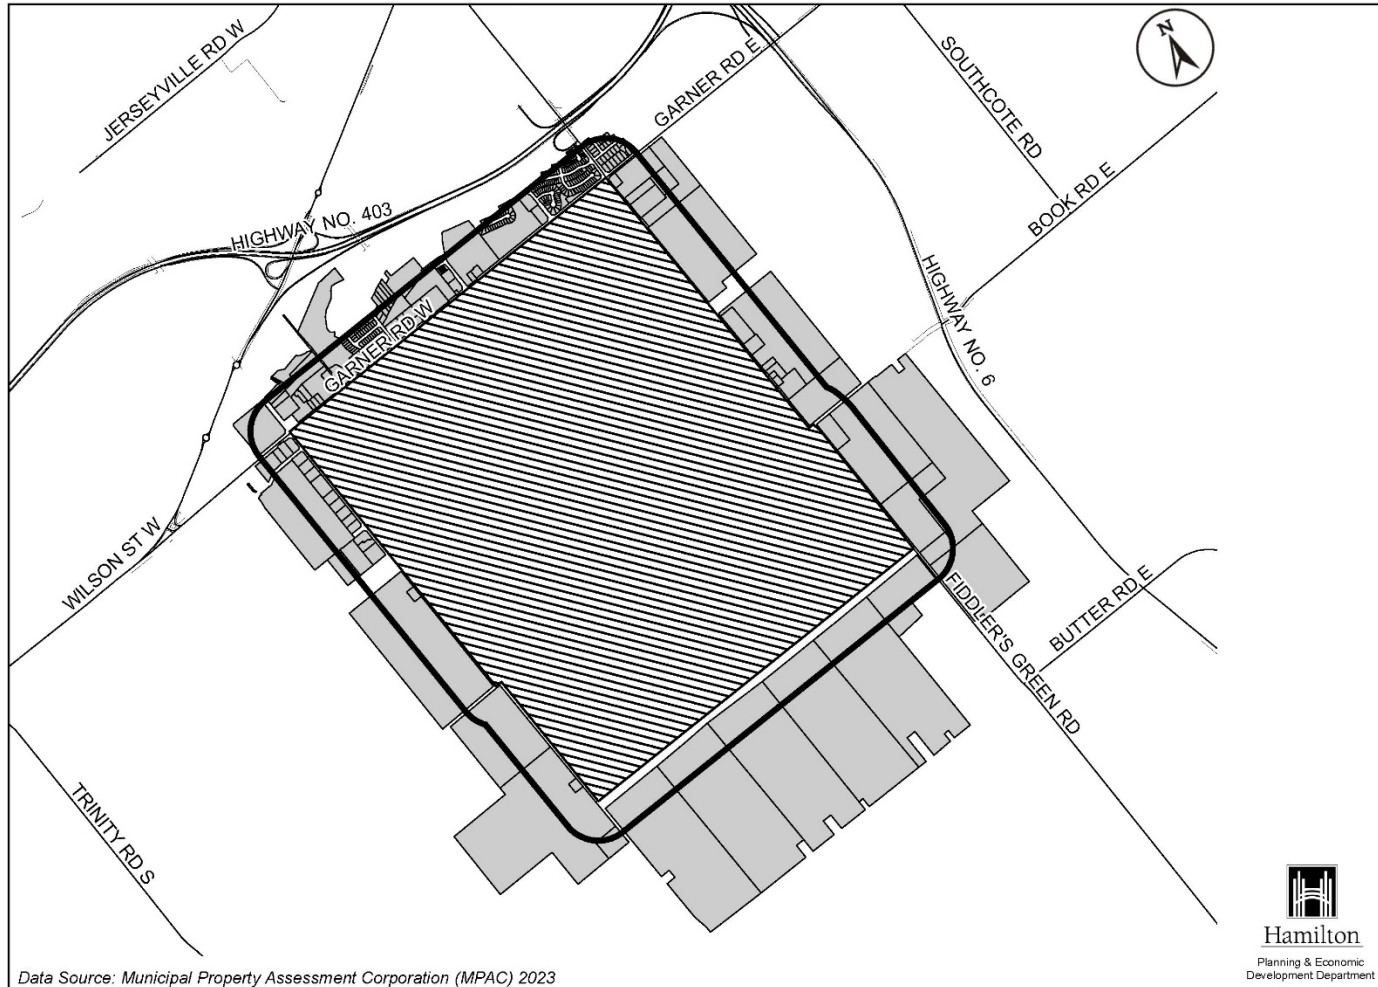 N
JERSEYVILLE RD W
SOUTHCOTE RD
GARNER RD E
BOOK RD E
HIGHWAY NO. 403
HIGHWAY NO. 6
GARNER RD W
WILSON ST W
BUTTER RD E
FIDDLER'S GREEN RD
TRINITY RD S
Hamilton
Planning & Economic
Development Department
Data Source: Municipal Property Assessment Corporation (MPAC) 2023